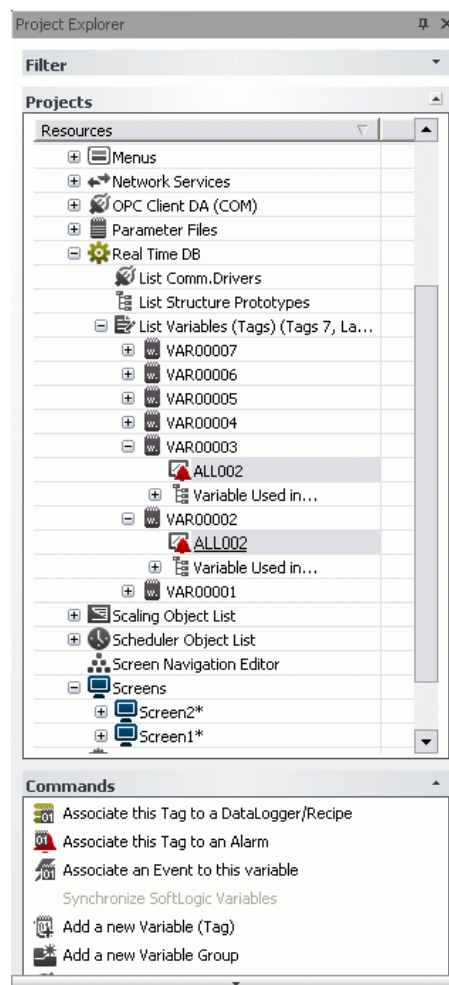 Project Explorer
Filter
Projects
Resources
Menus
Network Services
OPC Client DA (COM)
Parameter Files
Real Time DB
List Comm.Drivers
List Structure Prototypes
List Variables (Tags) (Tags 7, La...
VAR00007
VAR00006
VAR00005
VAR00004
VAR00003
ALL002
Variable Used in...
VAR00002
ALL002
Variable Used in...
VAR00001
Scaling Object List
Scheduler Object List
Screen Navigation Editor
Screens
Screen2*
Screen1*
Commands
Associate this Tag to a DataLogger/Recipe
Associate this Tag to an Alarm
Associate an Event to this variable
Synchronize SoftLogic Variables
Add a new Variable (Tag)
Add a new Variable Group